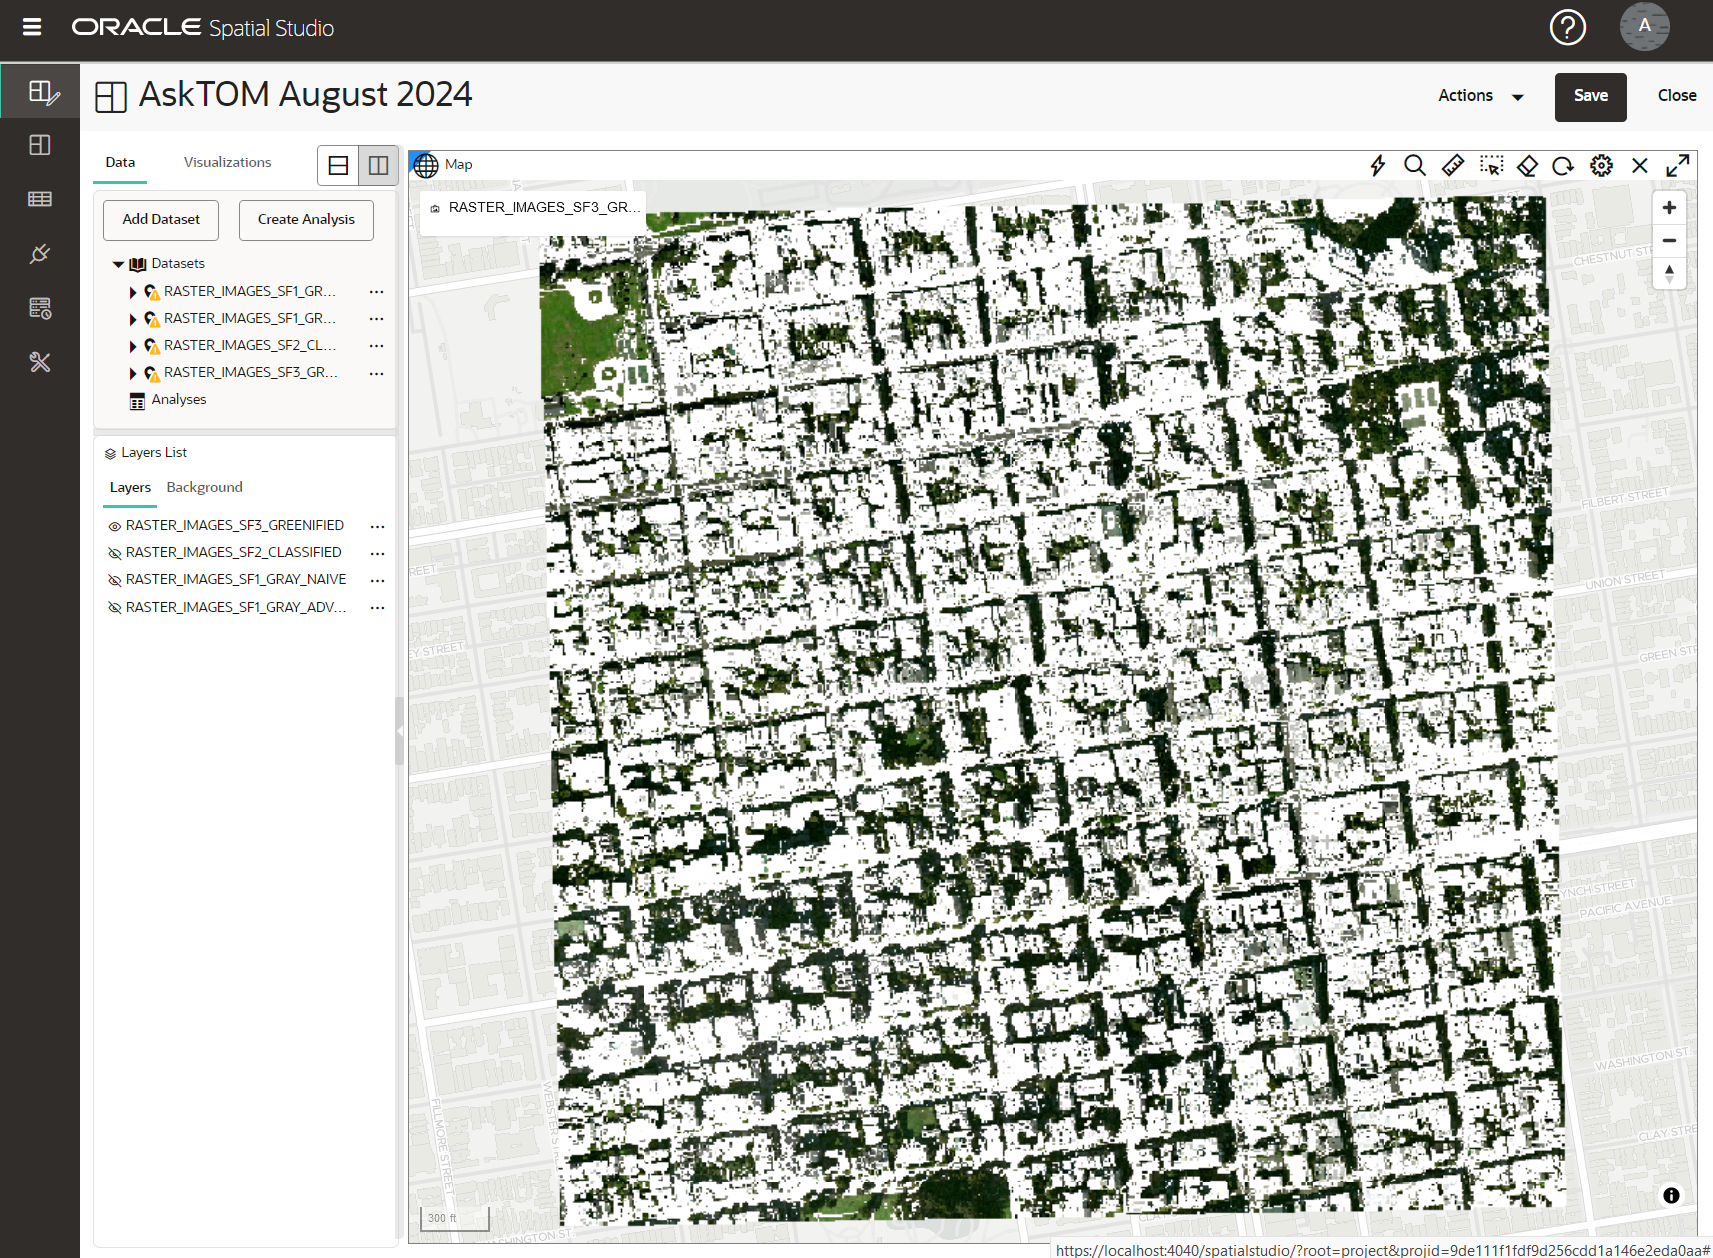 ORACLE Spatial Studio
A
AskTOM August 2024
Actions
Save
Close
Data
Visualizations
Map
Add Dataset
Create Analysis
RASTER_IMAGES_SF3_GR...
Datasets
RASTER_IMAGES_SF1_GR...
RASTER_IMAGES_SF1_GR...
RASTER_IMAGES_SF2_CL...
RASTER_IMAGES_SF3_GR...
Analyses
Layers List
Layers
Background
RASTER_IMAGES_SF3_GREENIFIED
RASTER_IMAGES_SF2_CLASSIFIED
RASTER_IMAGES_SF1_GRAY_NAIVE
RASTER_IMAGES_SF1_GRAY_ADV...
CHESTNUT STR
FILBERT STREET
REET
UNION STREET
EY STREET
GREEN STR
YNCH STREET
PACIFIC AVENUE
WASHINGTON ST
FILLMORE STREET
WEBSTER S
CLAY STRE
300 ft
CLA
WASHINGTON ST
https://localhost:4040/spatialstudio/?root=project&projid=9de111f1fdf9d256cdd1a146e2eda0aa#